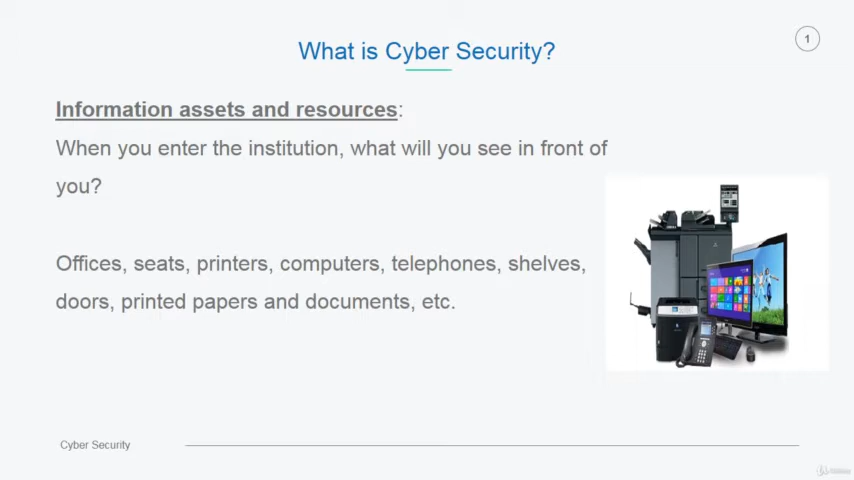 What is Cyber Security?
1
Information assets and resources:
When you enter the institution, what will you see in front of
you?
Offices, seats, printers, computers, telephones, shelves,
doors, printed papers and documents, etc.
Cyber Security